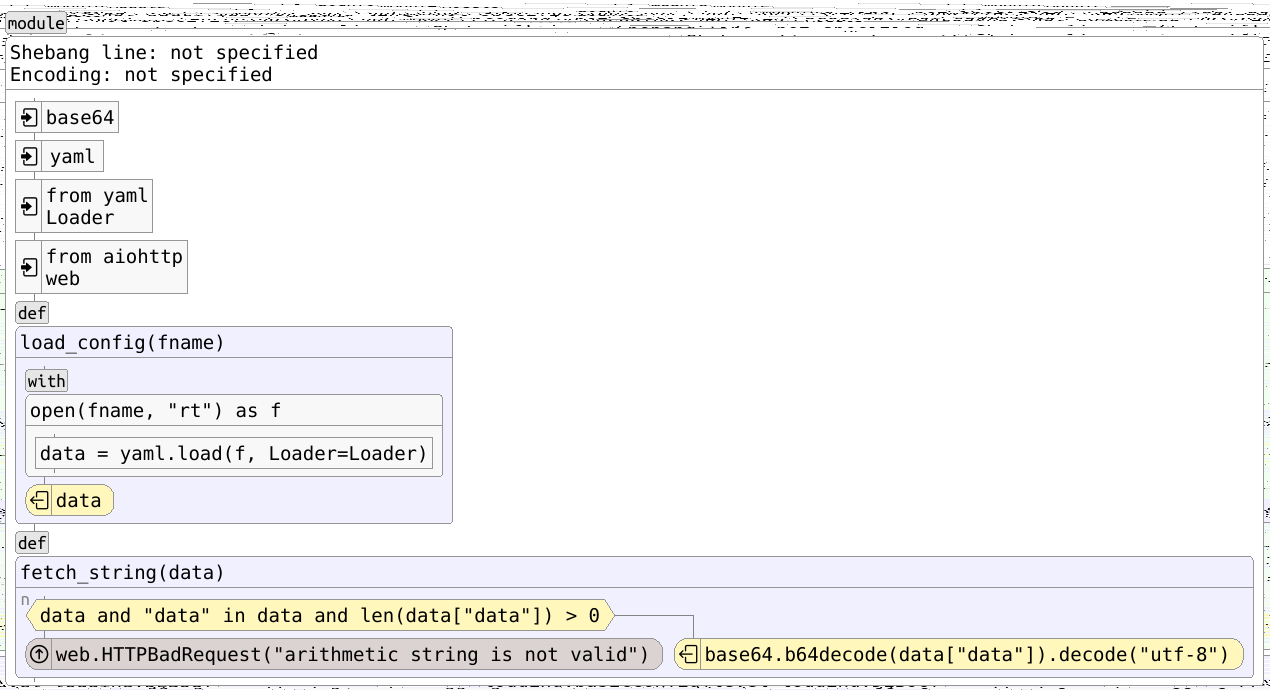 module
Shebang line: not specified
Encoding: not specified
base64
yaml
from yaml
Loader
from aiohttp
web
def
load_config(fname)
with
open(fname, "rt") as f
data = yaml.load(f, Loader=Loader)
data
def
fetch_string(data)
n
data and "data" in data and len(data["data"]) > 0
web.HTTPBadRequest("arithmetic string is not valid")
base64.b64decode(data["data"]).decode("utf-8")